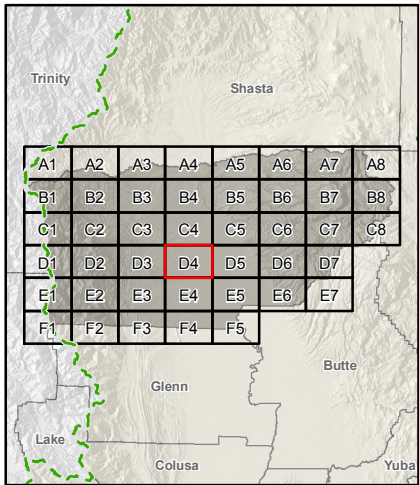 Trinity
Shasta
A1 A2 A3 A4 A5 A6 A7 A8
B1 B2 B3 B4 B5 B6 B7 B8
C1 C2 C3 C4 C5 C6 C7 C8
D1 D2 D3 D4 D5 D6 D7
E1 E2 E3 E4 E5 E6 E7
F1 F2 F3 F4 F5
Butte
Glenn
Lake
Colusa
Yuba